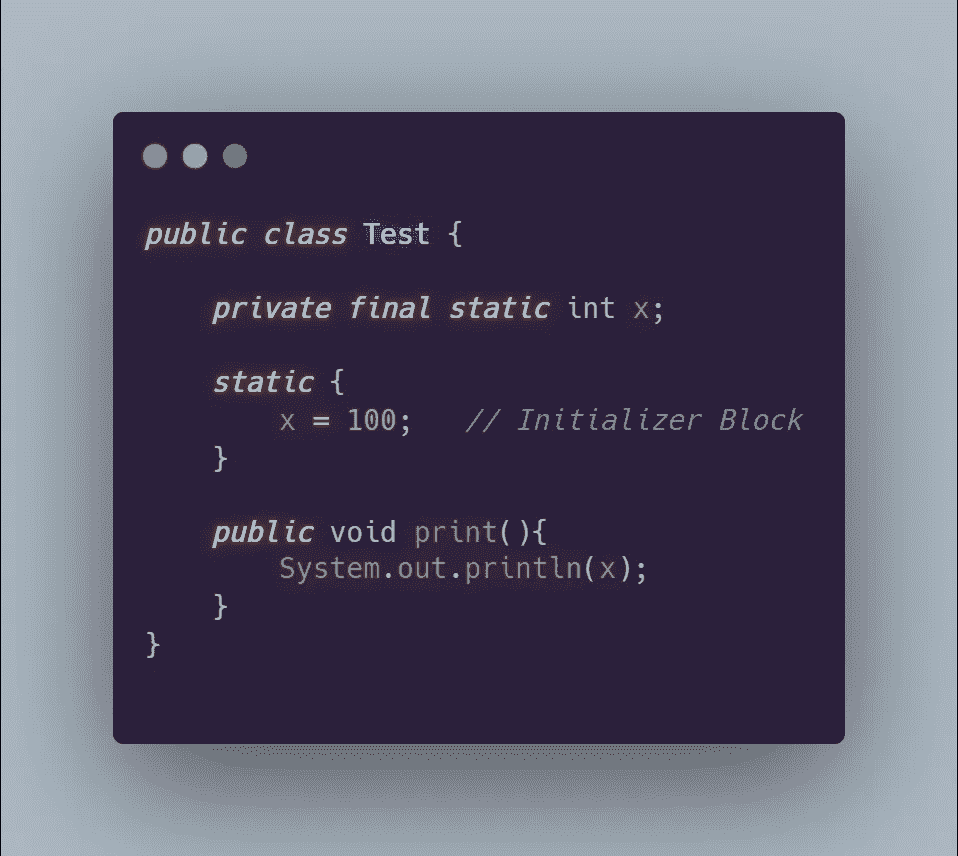 public class Test {
private final static int x;
static {
x = 100; // Initializer Block
}
public void print(){
System.out.println(x);
}
}